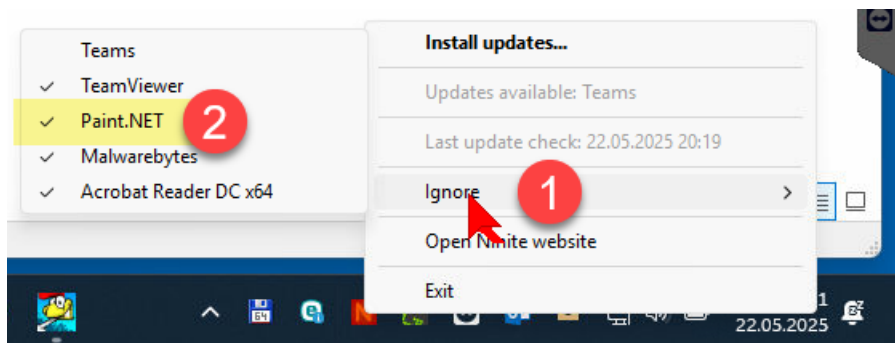 Teams
TeamViewer
Paint.NET
2
Malwarebytes
Acrobat Reader DC x64
Install updates...
Updates available: Teams
Last update check: 22.05.2025 20:19
Ignore
1
Open Ninite website
Exit
64
22.05.2025